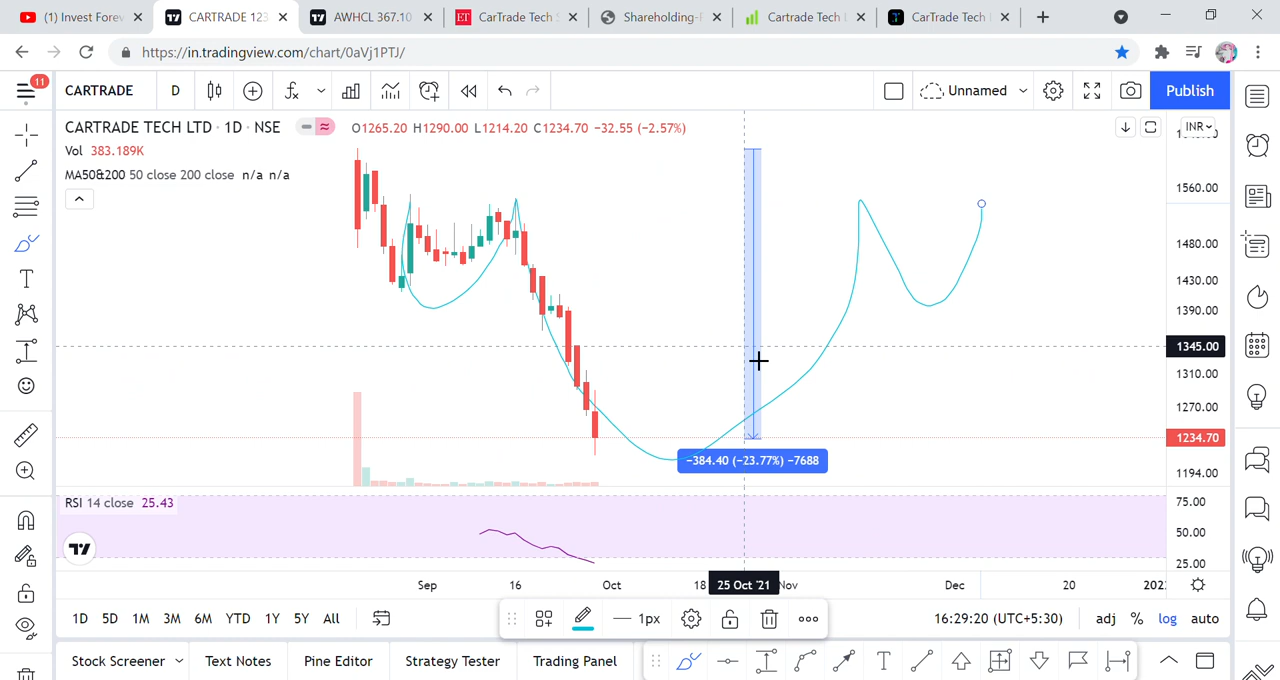 (1) Invest Forev
CARTRADE 123
AWHCL 367.10
ET CarTrade Tech S
Shareholding-P
Cartrade Tech L
CarTrade Tech L
https://in.tradingview.com/chart/0aVj1PTJ/
11
CARTRADE
D
Unnamed
Publish
CARTRADE TECH LTD · 1D · NSE
O1265.20 H1290.00 L1214.20 C1234.70 −32.55 (−2.57%)
INR
Vol 383.189K
MA50&200 50 close 200 close n/a n/a
1560.00
1480.00
1430.00
1390.00
1345.00
1310.00
1270.00
1234.70
1194.00
−384.40 (−23.77%) −7688
RSI 14 close 25.43
75.00
50.00
25.00
Sep
16
Oct
18
25 Oct '21
Nov
Dec
20
2022
1D 5D 1M 3M 6M YTD 1Y 5Y All
1px
16:29:20 (UTC+5:30)
adj % log auto
Stock Screener
Text Notes
Pine Editor
Strategy Tester
Trading Panel